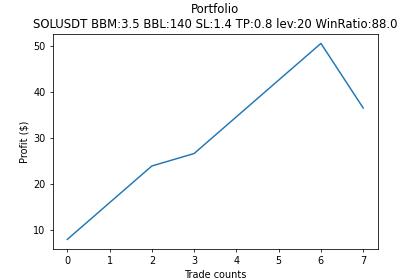 Portfolio
SOLUSDT BBM:3.5 BBL:140 SL:1.4 TP:0.8 lev:20 WinRatio:88.0
Profit ($)
50
40
30
20
10
0 1 2 3 4 5 6 7
Trade counts